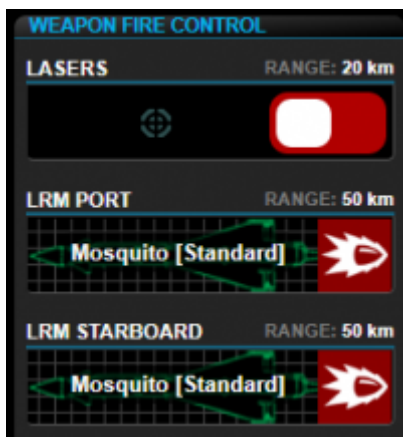 WEAPON FIRE CONTROL
LASERS RANGE: 20 km
LRM PORT RANGE: 50 km
Mosquito [Standard]
LRM STARBOARD RANGE: 50 km
Mosquito [Standard]